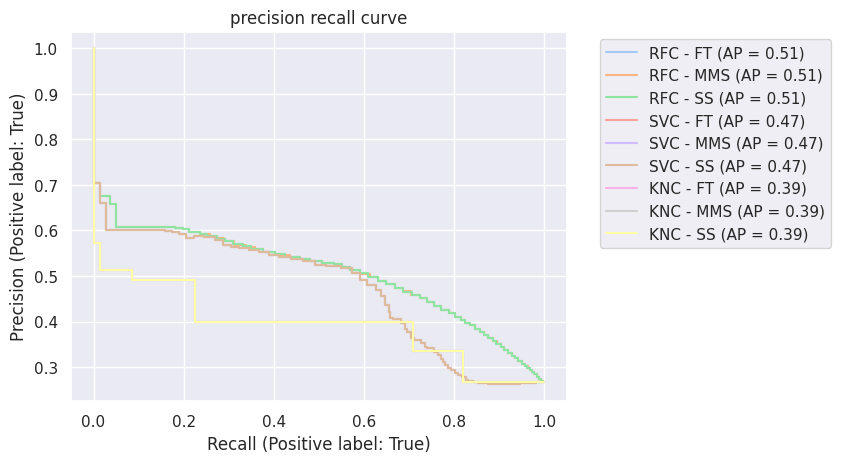 precision recall curve
1.0
0.9
0.8
0.7
0.6
0.5
0.4
0.3
Precision (Positive label: True)
0.0 0.2 0.4 0.6 0.8 1.0
Recall (Positive label: True)
RFC - FT (AP = 0.51)
RFC - MMS (AP = 0.51)
RFC - SS (AP = 0.51)
SVC - FT (AP = 0.47)
SVC - MMS (AP = 0.47)
SVC - SS (AP = 0.47)
KNC - FT (AP = 0.39)
KNC - MMS (AP = 0.39)
KNC - SS (AP = 0.39)